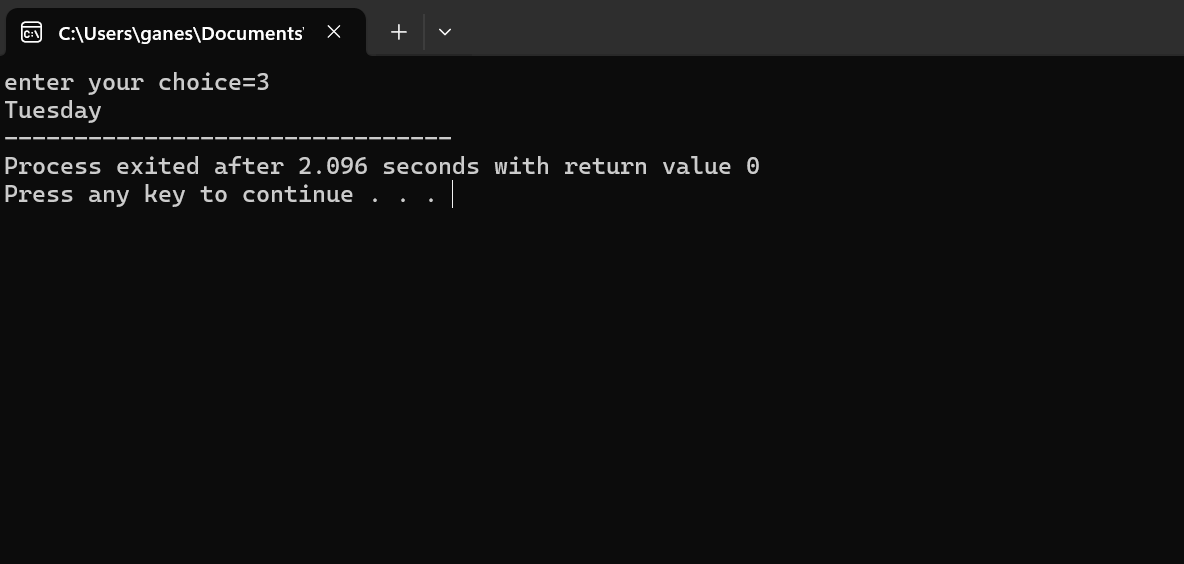 C:\Users\ganes\Documents\
enter your choice=3
Tuesday
--------------------------------
Process exited after 2.096 seconds with return value 0
Press any key to continue . . .